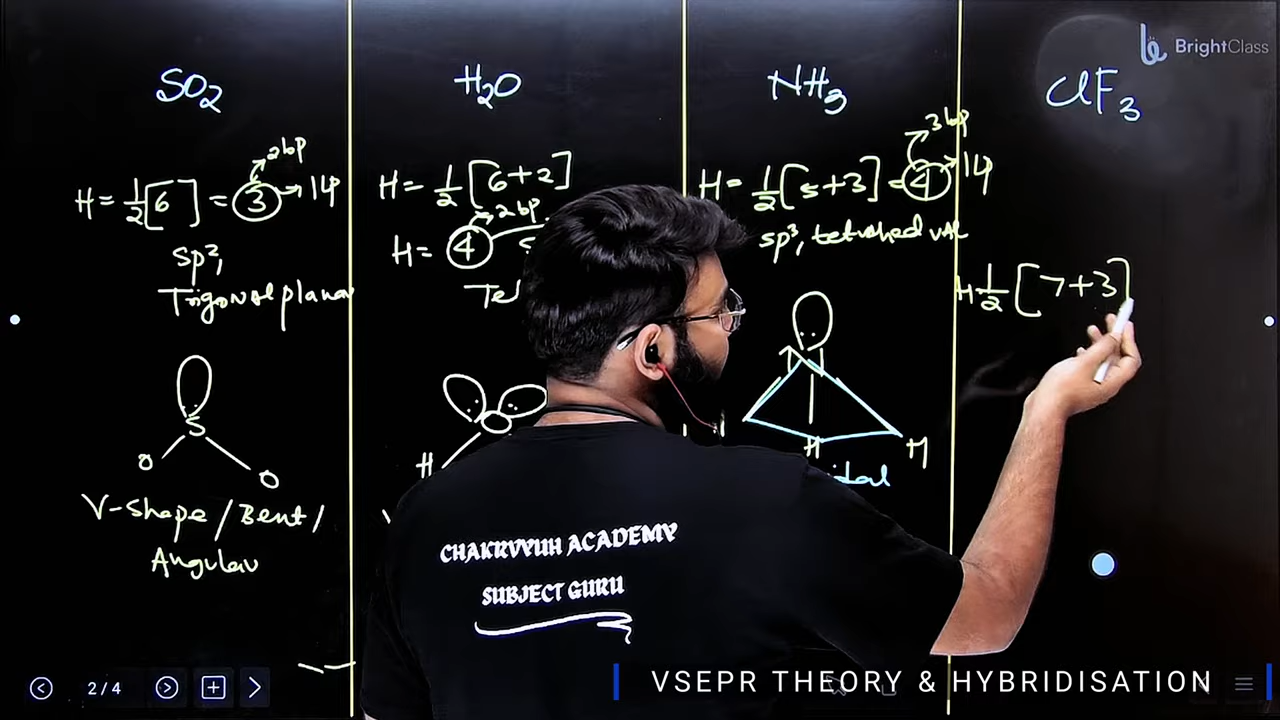 BrightClass
SO2
H = 1/2 [6 ] = 3
2bp
1lp
sp²,
Trigonal planar
S
O
O
V-shape / Bent /
Angular
H2O
H = 1/2 [6+2]
H = 4
2bp
H
NH3
H = 1/2 [5+3] = 4
3bp
1lp
sp³, tetrahed
H
H
ClF3
H 1/2 [7+3]
CHAKRVYUH ACADEMY
SUBJECT GURU
2/4
VSEPR THEORY & HYBRIDISATION